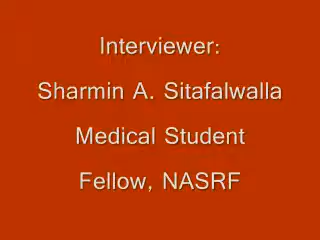 Interviewer:
Sharmin A. Sitafalwalla
Medical Student
Fellow, NASRF